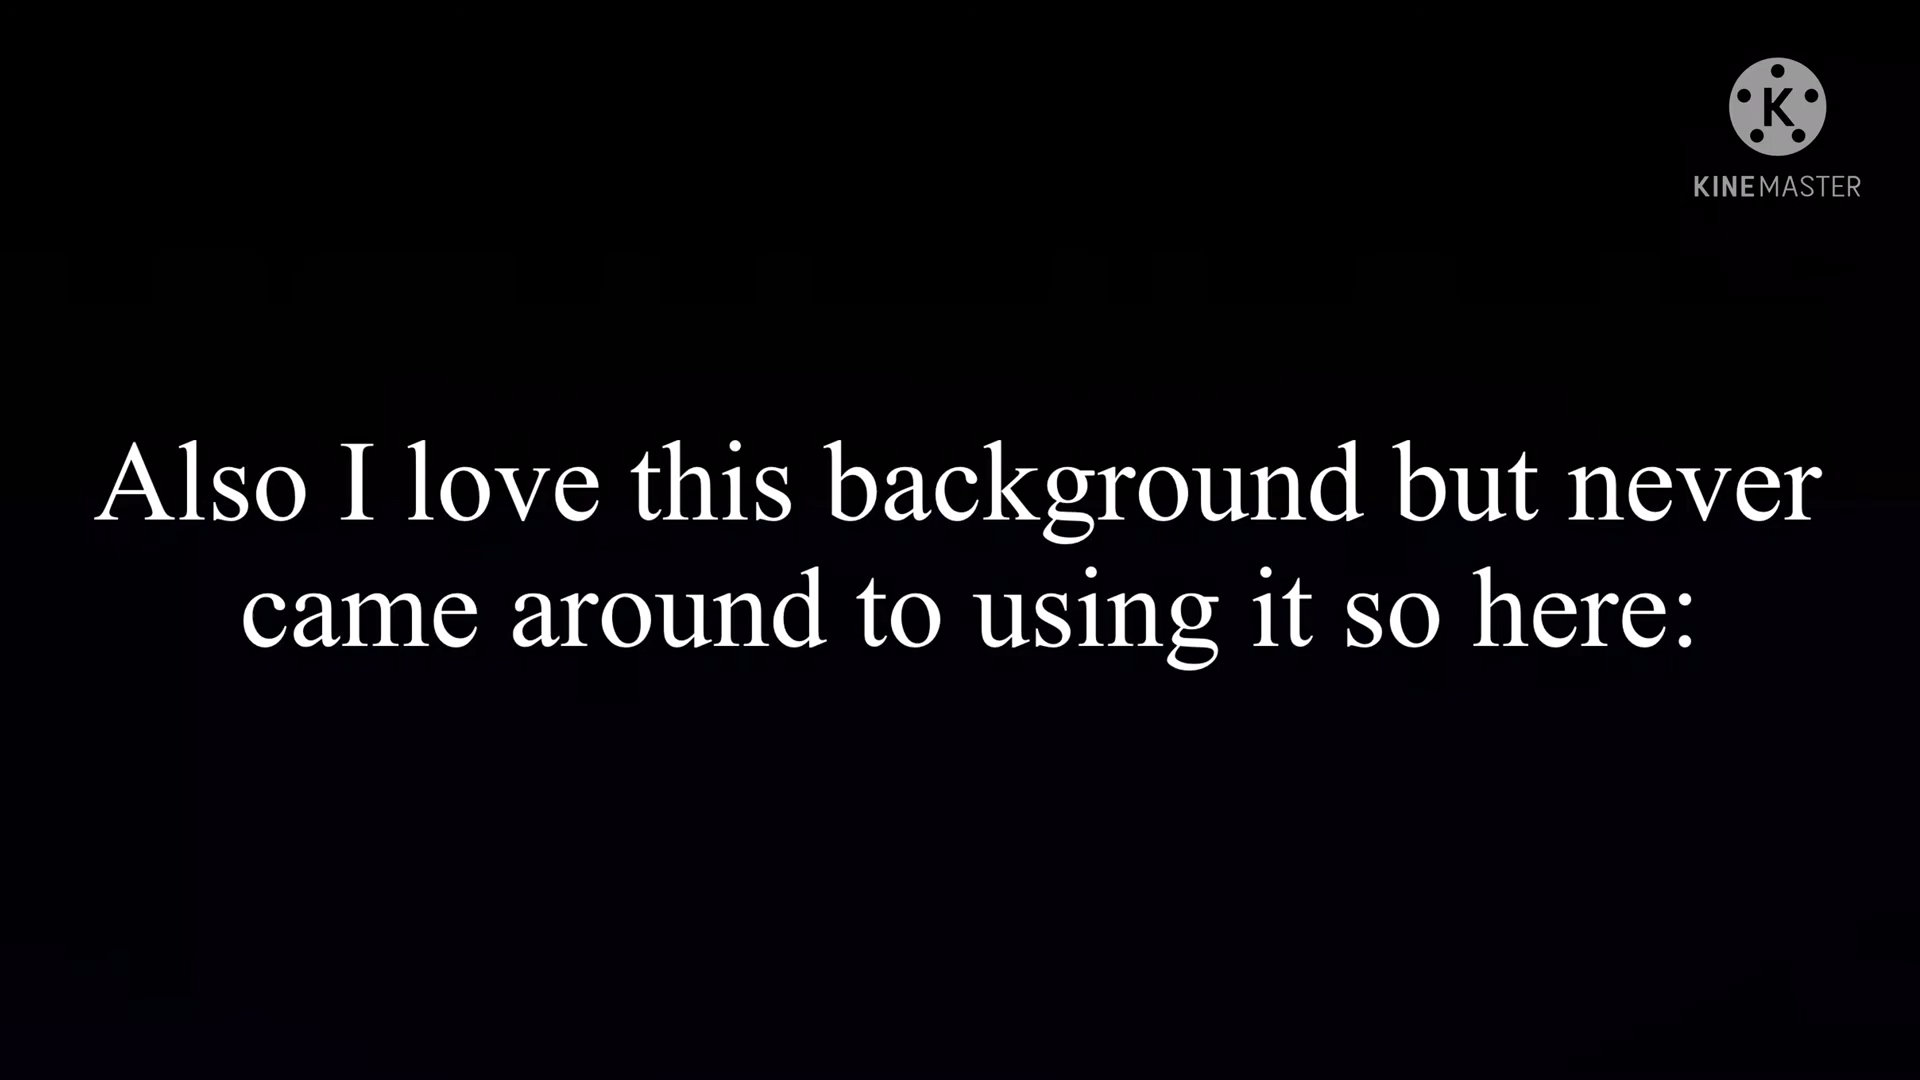 K
KINEMASTER
Also I love this background but never
came around to using it so here: